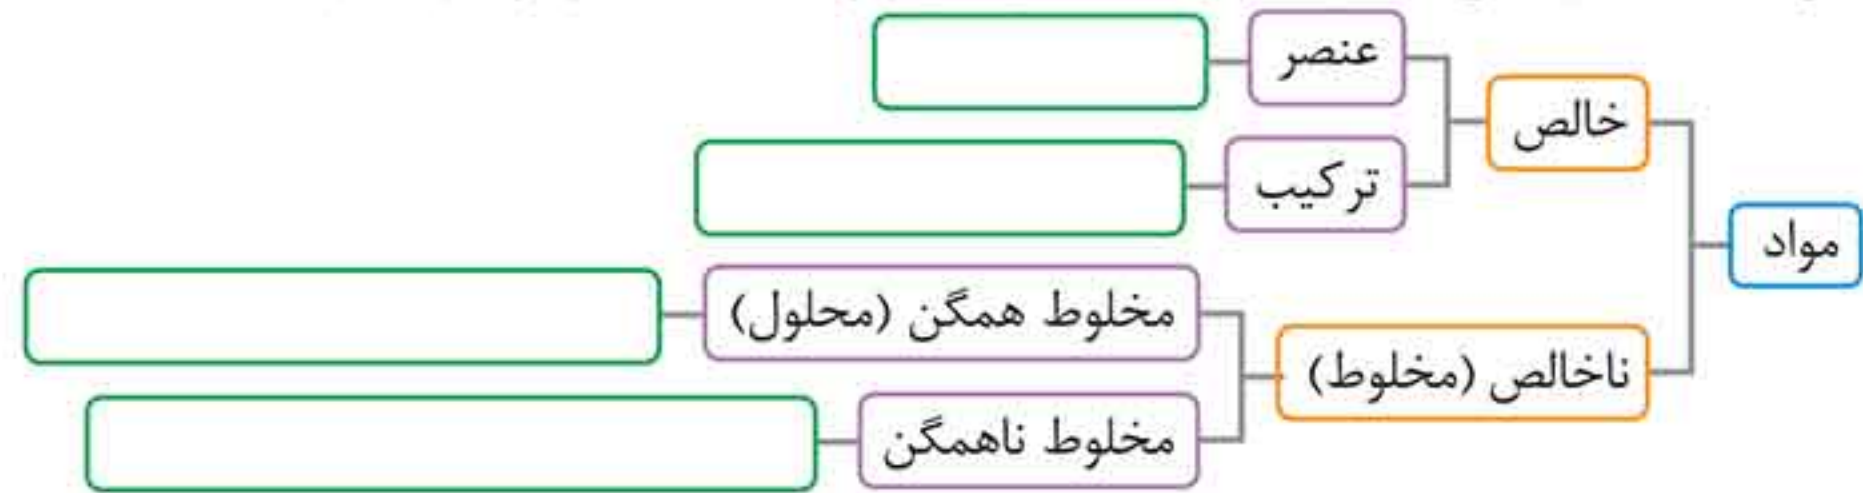 مواد
خالص
عنصر
ترکیب
ناخالص (مخلوط)
مخلوط همگن (محلول)
مخلوط ناهمگن